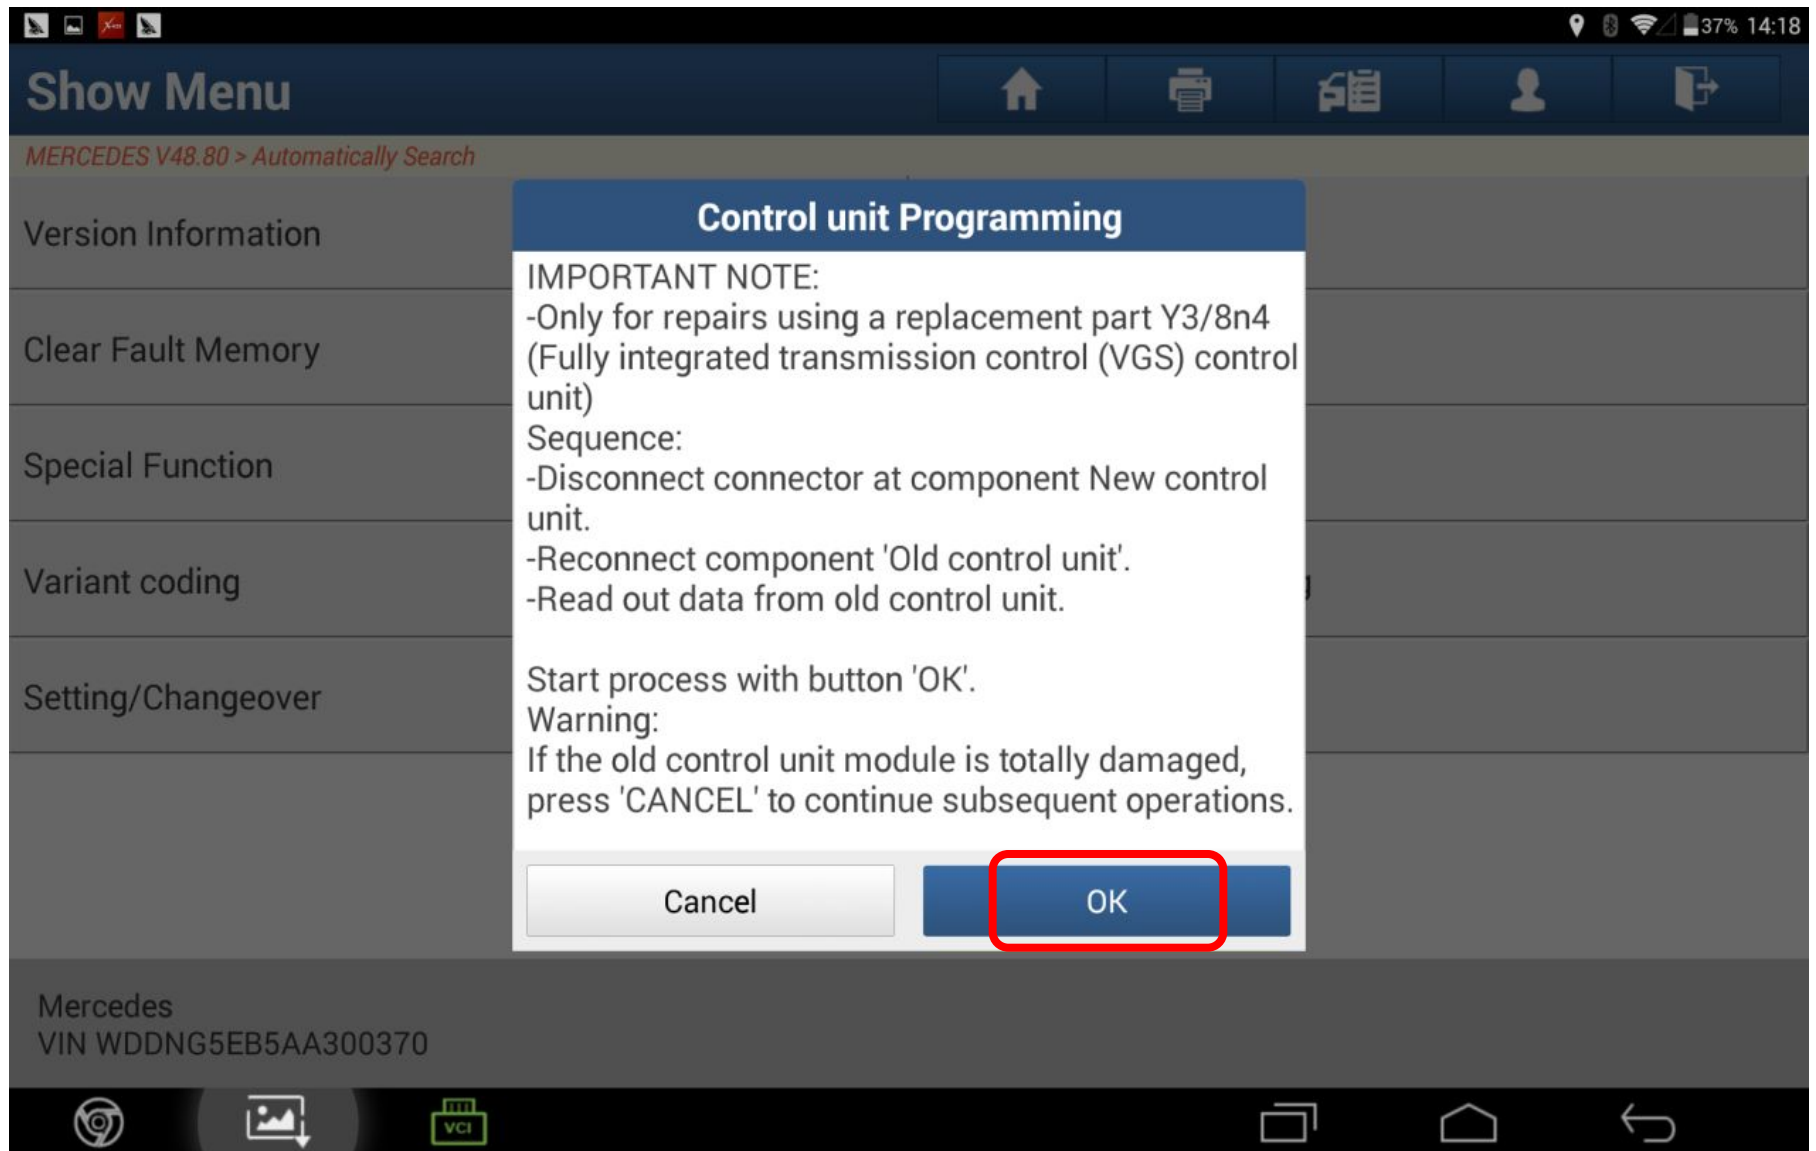 37% 14:18
Show Menu
MERCEDES V48.80 > Automatically Search
Version Information
Clear Fault Memory
Special Function
Variant coding
Setting/Changeover
Control unit Programming
IMPORTANT NOTE:
-Only for repairs using a replacement part Y3/8n4
(Fully integrated transmission control (VGS) control
unit)
Sequence:
-Disconnect connector at component New control
unit.
-Reconnect component 'Old control unit'.
-Read out data from old control unit.
Start process with button 'OK'.
Warning:
If the old control unit module is totally damaged,
press 'CANCEL' to continue subsequent operations.
Cancel
OK
Mercedes
VIN WDDNG5EB5AA300370
VCI